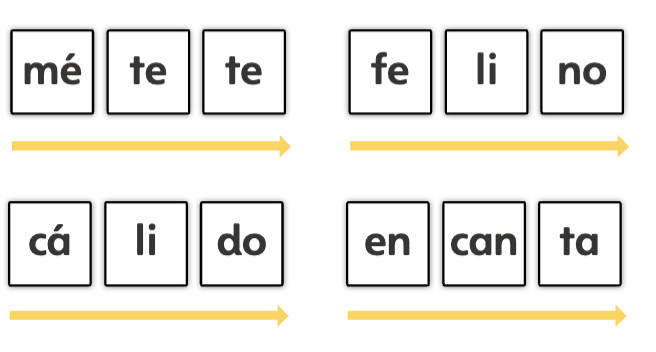 mé te te fe li no
cá li do en can ta